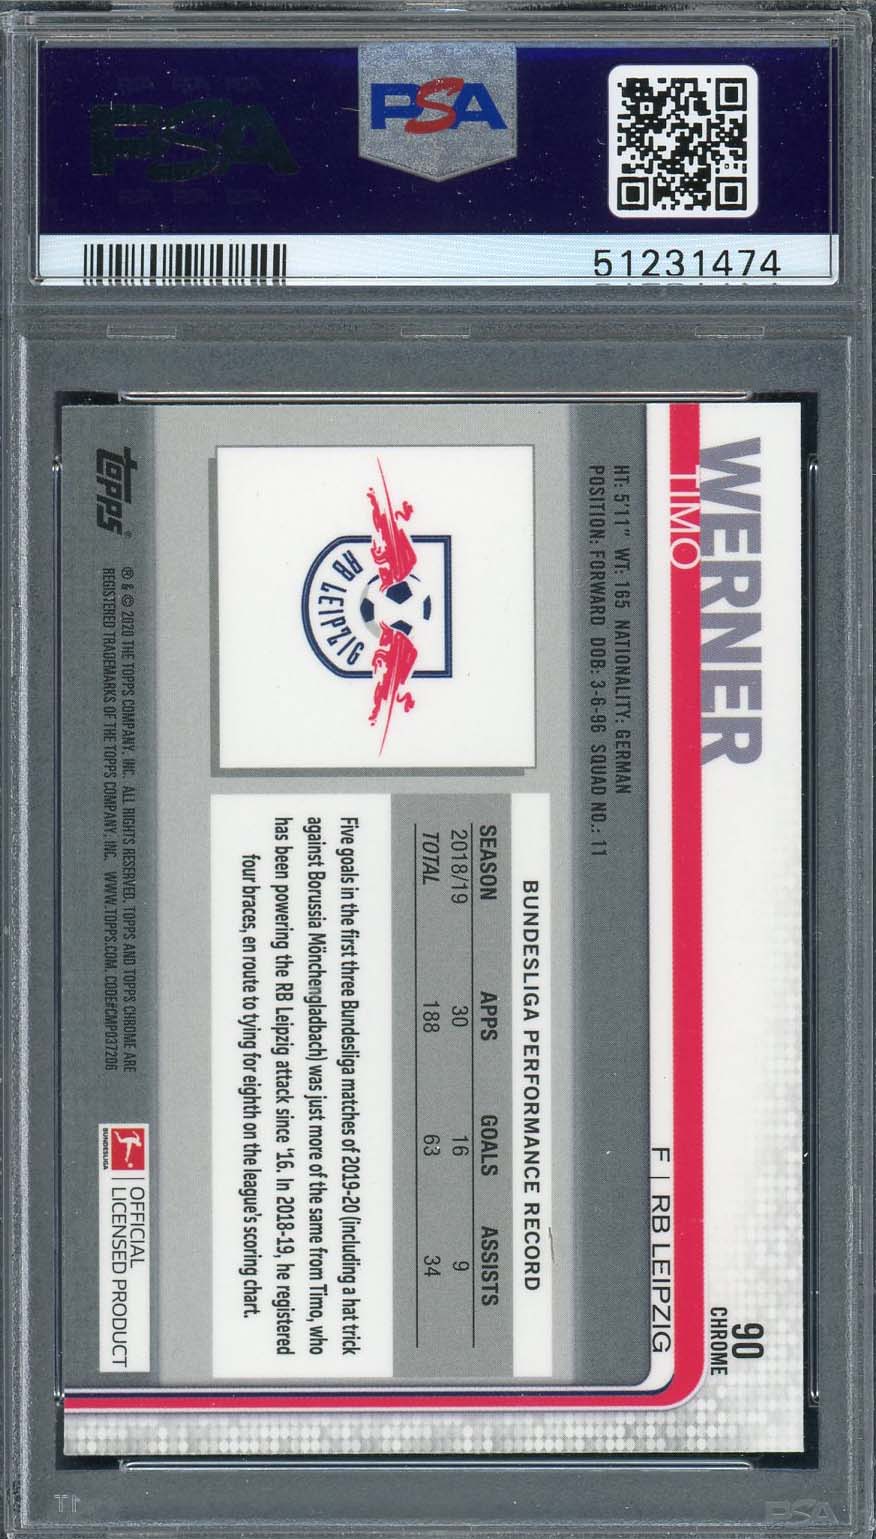 PSA
PSA
51231474
WERNER
TIMO
90
CHROME
F | RB LEIPZIG
HT: 5'11" WT: 165 NATIONALITY: GERMAN
POSITION: FORWARD DOB: 3-6-96 SQUAD NO.: 11
RB LEIPZIG
BUNDESLIGA PERFORMANCE RECORD
SEASON APPS GOALS ASSISTS
2018/19 30 16 9
TOTAL 188 63 34
Five goals in the first three Bundesliga matches of 2019-20 (including a hat trick
against Borussia Mönchengladbach) was just more of the same from Timo, who
has been powering the RB Leipzig attack since '16. In 2018-19, he registered
four braces, en route to tying for eighth on the league's scoring chart.
topps®
® & © 2020 THE TOPPS COMPANY, INC. ALL RIGHTS RESERVED. TOPPS AND TOPPS CHROME ARE
REGISTERED TRADEMARKS OF THE TOPPS COMPANY, INC. WWW.TOPPS.COM. CODE#CMP037206
BUNDESLIGA
OFFICIAL
LICENSED PRODUCT
PSA